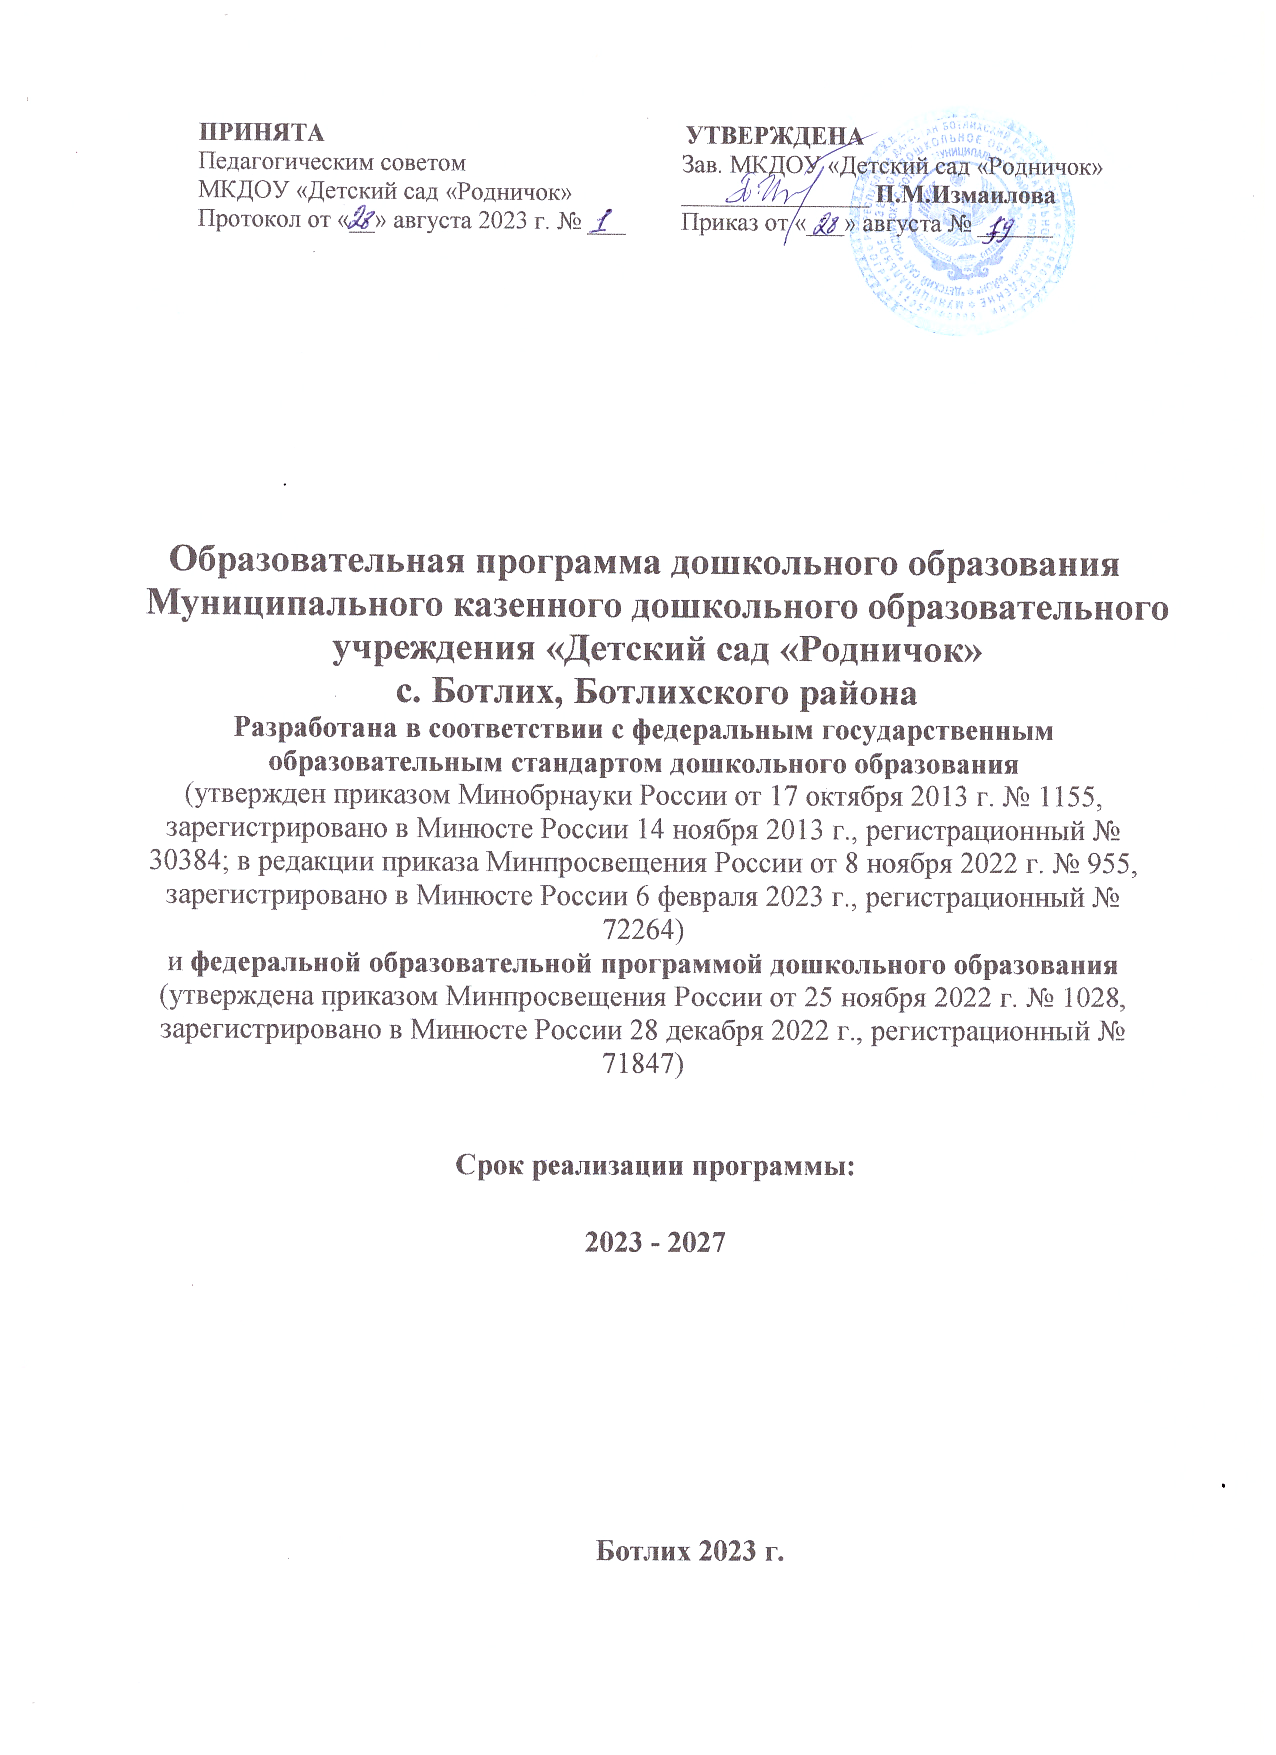 ПРИНЯТА
Педагогическим советом
МКДОУ «Детский сад «Родничок»
Протокол от «28» августа 2023 г. № 1
УТВЕРЖДЕНА
Зав. МКДОУ «Детский сад «Родничок»
П.М.Измаилова
Приказ от «28» августа № 79
Образовательная программа дошкольного образования
Муниципального казенного дошкольного образовательного
учреждения «Детский сад «Родничок»
с. Ботлих, Ботлихского района
Разработана в соответствии с федеральным государственным
образовательным стандартом дошкольного образования
(утвержден приказом Минобрнауки России от 17 октября 2013 г. № 1155,
зарегистрировано в Минюсте России 14 ноября 2013 г., регистрационный №
30384; в редакции приказа Минпросвещения России от 8 ноября 2022 г. № 955,
зарегистрировано в Минюсте России 6 февраля 2023 г., регистрационный №
72264)
и федеральной образовательной программой дошкольного образования
(утверждена приказом Минпросвещения России от 25 ноября 2022 г. № 1028,
зарегистрировано в Минюсте России 28 декабря 2022 г., регистрационный №
71847)
Срок реализации программы:
2023 - 2027
Ботлих 2023 г.